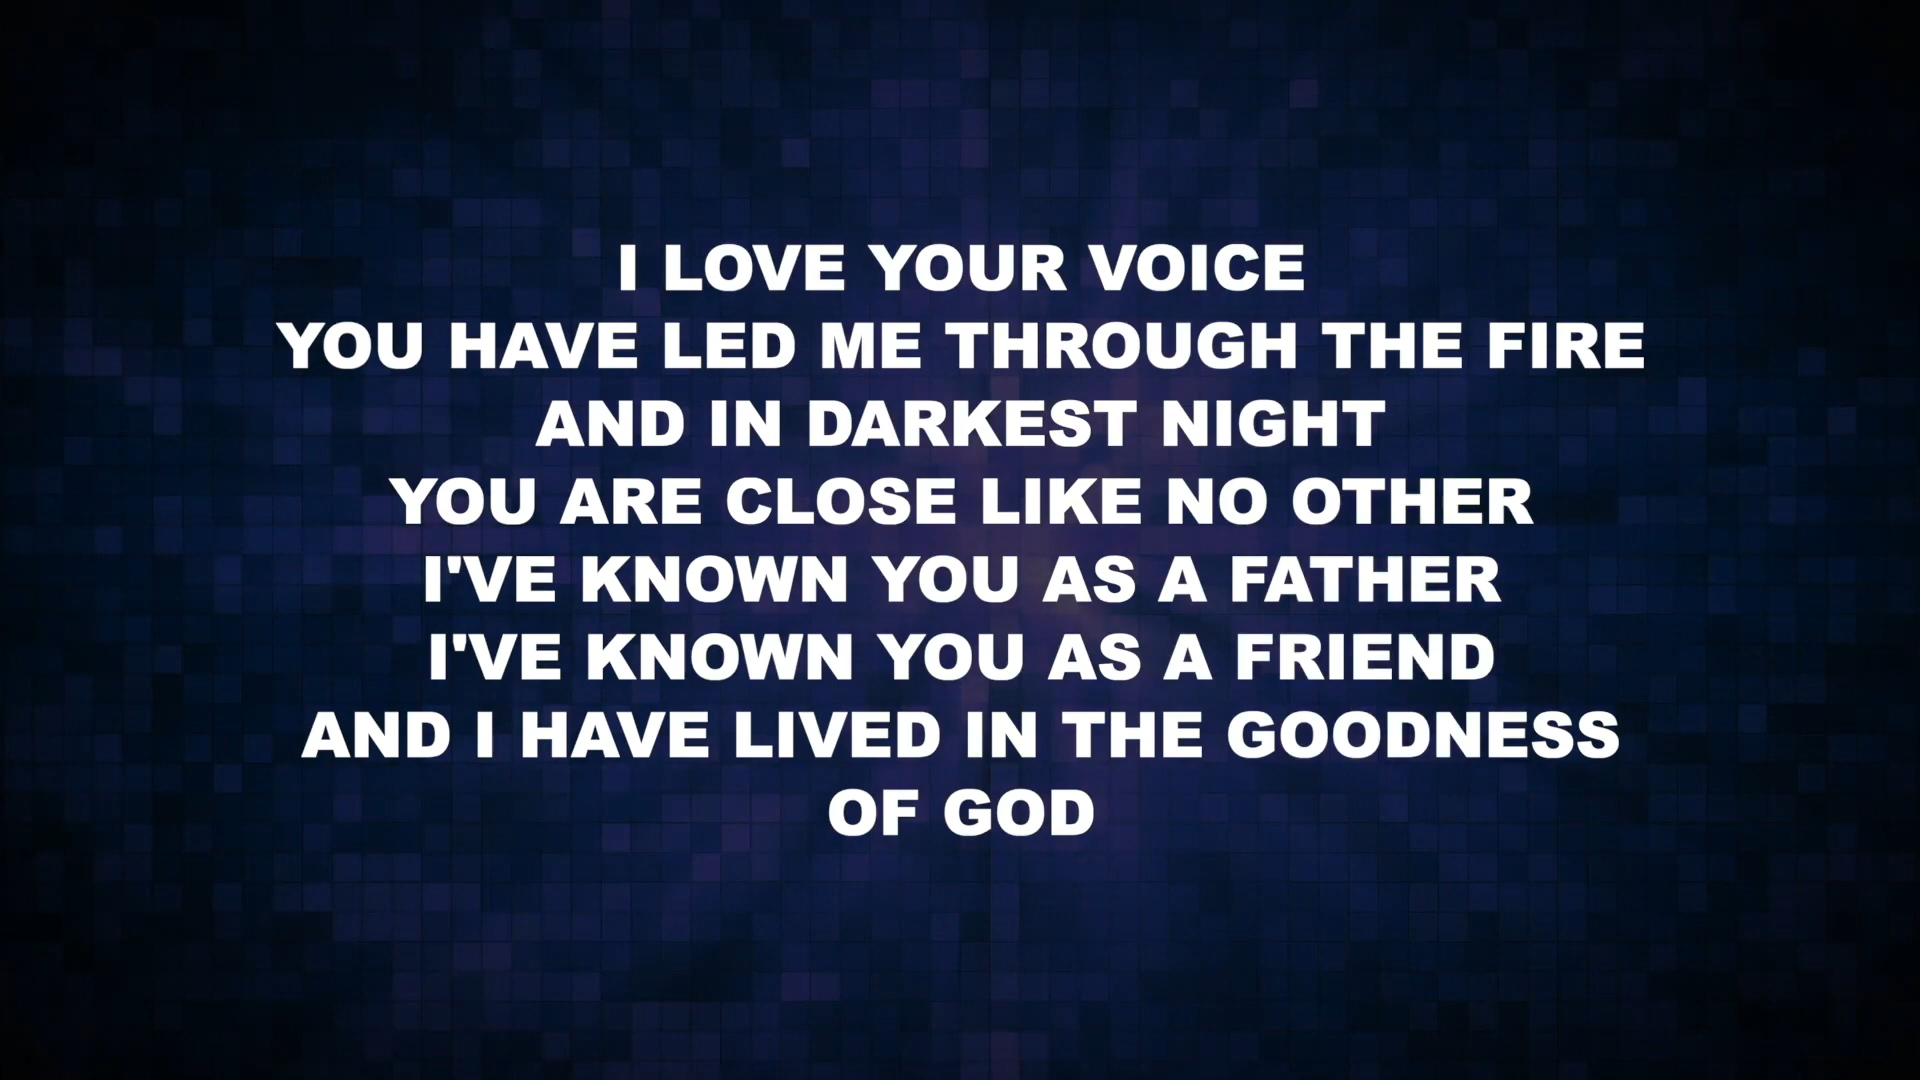 I LOVE YOUR VOICE
YOU HAVE LED ME THROUGH THE FIRE
AND IN DARKEST NIGHT
YOU ARE CLOSE LIKE NO OTHER
I'VE KNOWN YOU AS A FATHER
I'VE KNOWN YOU AS A FRIEND
AND I HAVE LIVED IN THE GOODNESS
OF GOD